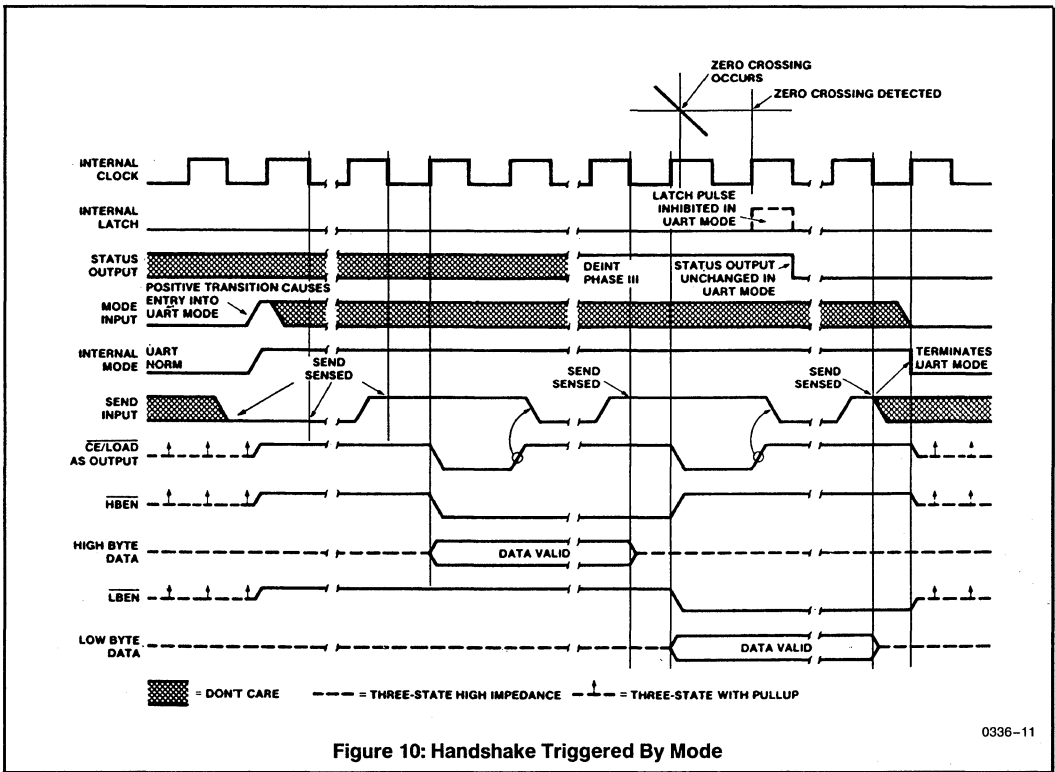 ZERO CROSSING
OCCURS
ZERO CROSSING DETECTED
INTERNAL
CLOCK
LATCH PULSE
INHIBITED IN
UART MODE
INTERNAL
LATCH
STATUS
OUTPUT
DEINT
PHASE III
STATUS OUTPUT
UNCHANGED IN
UART MODE
POSITIVE TRANSITION CAUSES
ENTRY INTO
UART MODE
MODE
INPUT
INTERNAL
MODE
UART
NORM
TERMINATES
UART MODE
SEND
SENSED
SEND
SENSED
SEND
SENSED
SEND
INPUT
CE/LOAD
AS OUTPUT
HBEN
HIGH BYTE
DATA
DATA VALID
LBEN
LOW BYTE
DATA
DATA VALID
= DON'T CARE
= THREE-STATE HIGH IMPEDANCE
= THREE-STATE WITH PULLUP
0336–11
Figure 10: Handshake Triggered By Mode